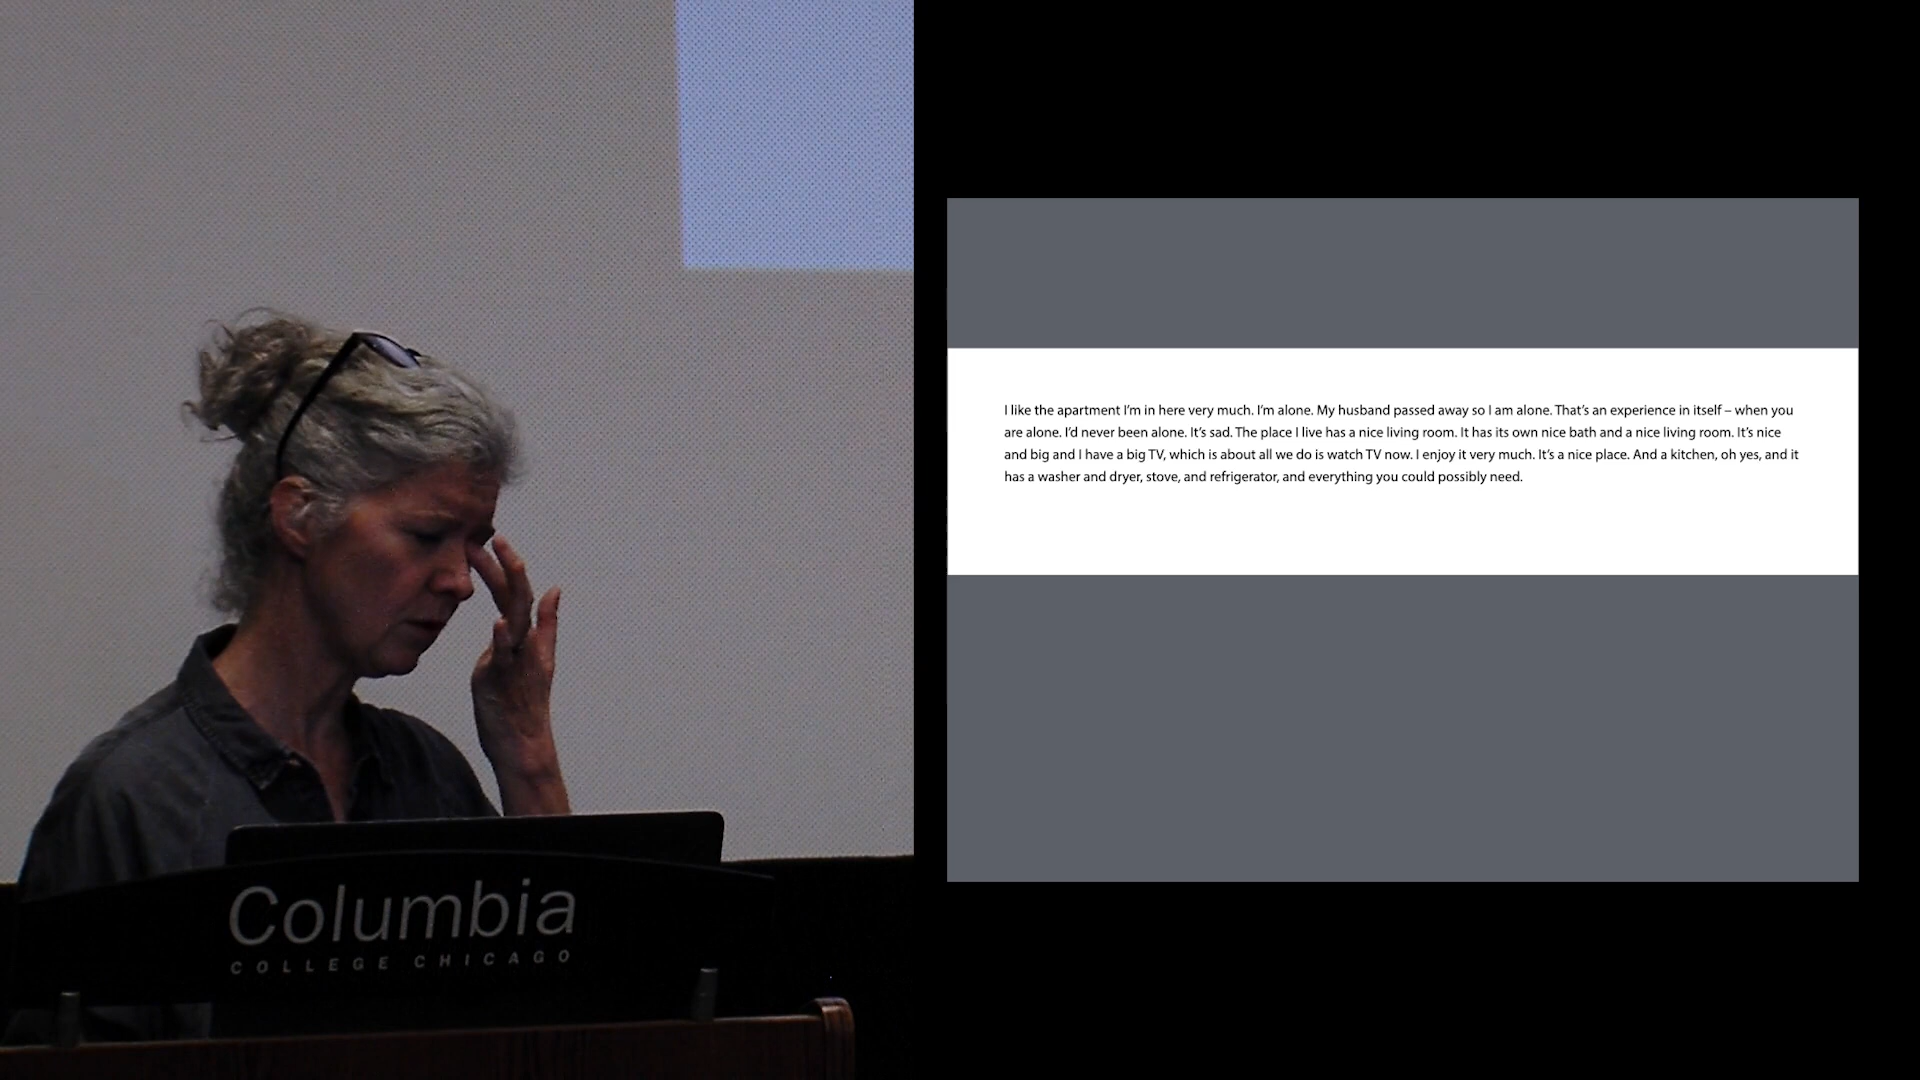 Columbia
COLLEGE CHICAGO
I like the apartment I’m in here very much. I’m alone. My husband passed away so I am alone. That’s an experience in itself – when you
are alone. I’d never been alone. It’s sad. The place I live has a nice living room. It has its own nice bath and a nice living room. It’s nice
and big and I have a big TV, which is about all we do is watch TV now. I enjoy it very much. It’s a nice place. And a kitchen, oh yes, and it
has a washer and dryer, stove, and refrigerator, and everything you could possibly need.